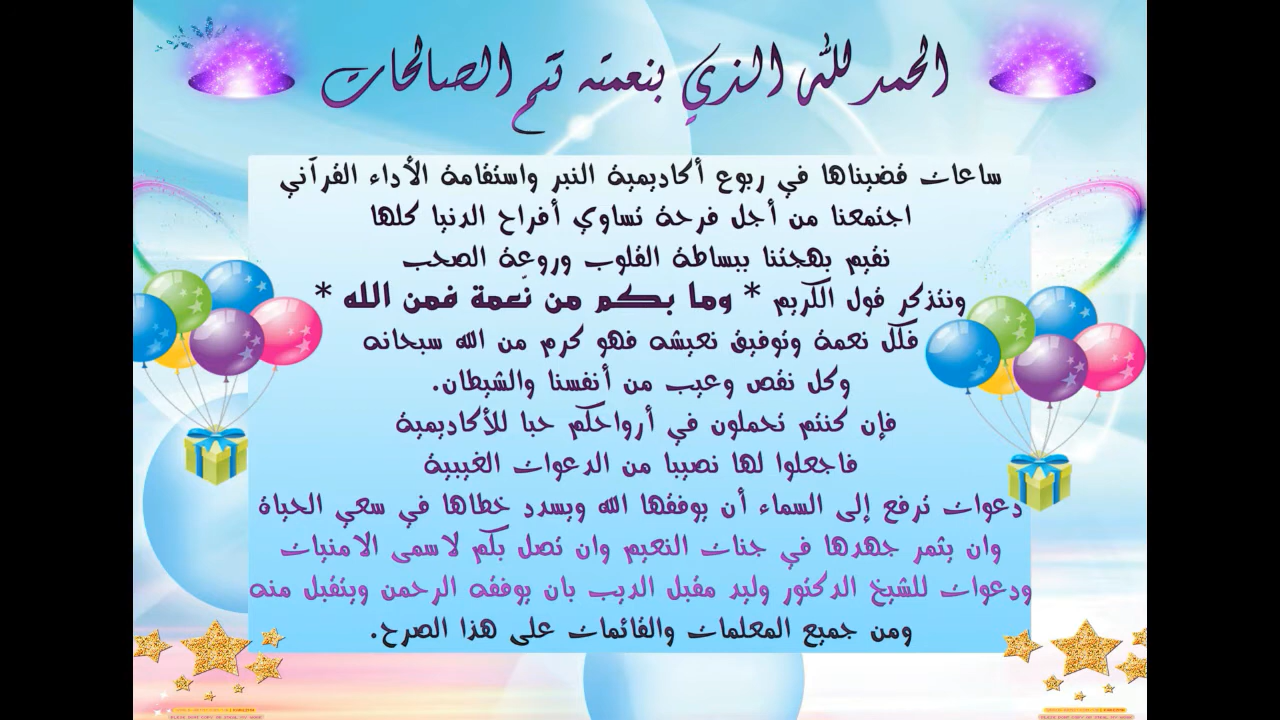 الحمد لله الذي بنعمته تتم الصالحات
ساعات قضيناها في ربوع أكاديمية النبر واستقامة الأداء القرآني
اجتمعنا من أجل فرحة تساوي أفراح الدنيا كلها
نقيم بهجتنا ببساطة القلوب وروعة الصحب
ونتذكر قول الكريم * وما بكم من نّعمة فمن الله *
فكل نعمة وتوفيق نعيشه فهو كرم من الله سبحانه
وكل نقص وعيب من أنفسنا والشيطان.
فإن كنتم تحملون في أرواحكم حبا للأكاديمية
فاجعلوا لها نصيبا من الدعوات الغيبية
دعوات ترفع إلى السماء أن يوفقها الله ويسدد خطاها في سعي الحياة
وان يثمر جهدها في جنات النعيم وان تصل بكم لاسمى الامنيات
ودعوات للشيخ الدكتور وليد مقبل الديب بان يوفقه الرحمن ويتقبل منه
ومن جميع المعلمات والقائمات على هذا الصرح.